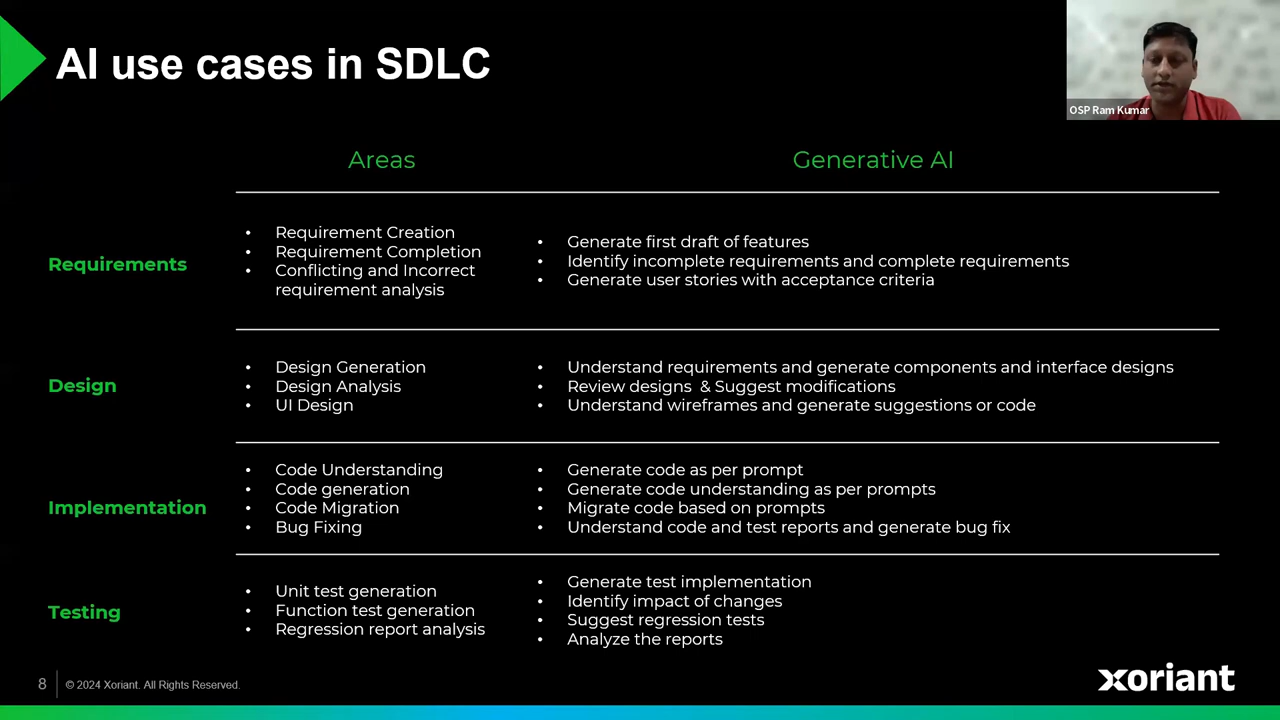 AI use cases in SDLC
OSP Ram Kumar
Areas
Generative AI
Requirements
• Requirement Creation
• Requirement Completion
• Conflicting and Incorrect
requirement analysis
• Generate first draft of features
• Identify incomplete requirements and complete requirements
• Generate user stories with acceptance criteria
Design
• Design Generation
• Design Analysis
• UI Design
• Understand requirements and generate components and interface designs
• Review designs & Suggest modifications
• Understand wireframes and generate suggestions or code
Implementation
• Code Understanding
• Code generation
• Code Migration
• Bug Fixing
• Generate code as per prompt
• Generate code understanding as per prompts
• Migrate code based on prompts
• Understand code and test reports and generate bug fix
Testing
• Unit test generation
• Function test generation
• Regression report analysis
• Generate test implementation
• Identify impact of changes
• Suggest regression tests
• Analyze the reports
8
© 2024 Xoriant. All Rights Reserved.
xoriant